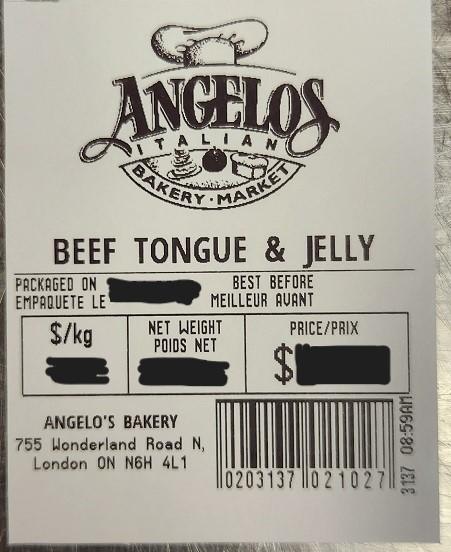 ANGELOS
ITALIAN
BAKERY · MARKET
BEEF TONGUE & JELLY
PACKAGED ON
EMPAQUETE LE
BEST BEFORE
MEILLEUR AVANT
$/kg
NET WEIGHT
POIDS NET
PRICE/PRIX
$
ANGELO'S BAKERY
755 Wonderland Road N,
London ON N6H 4L1
0203137 021027
3137 08:59AM